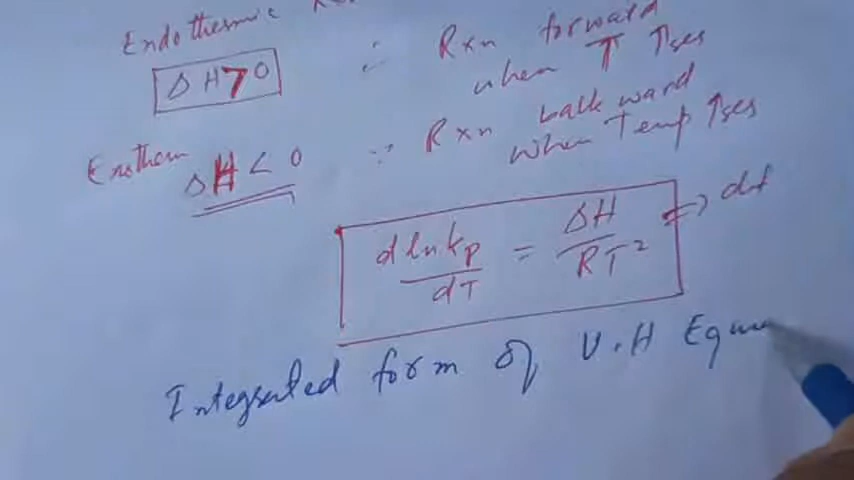 Endothermic
ΔH>0
∴ Rxn forward
when T ↑ses
Exotherm
ΔH < 0
∵ Rxn backward
when Temp ↑ses
d ln kp / dT = ΔH / RT² ⇒
Integrated form of V.H Equ